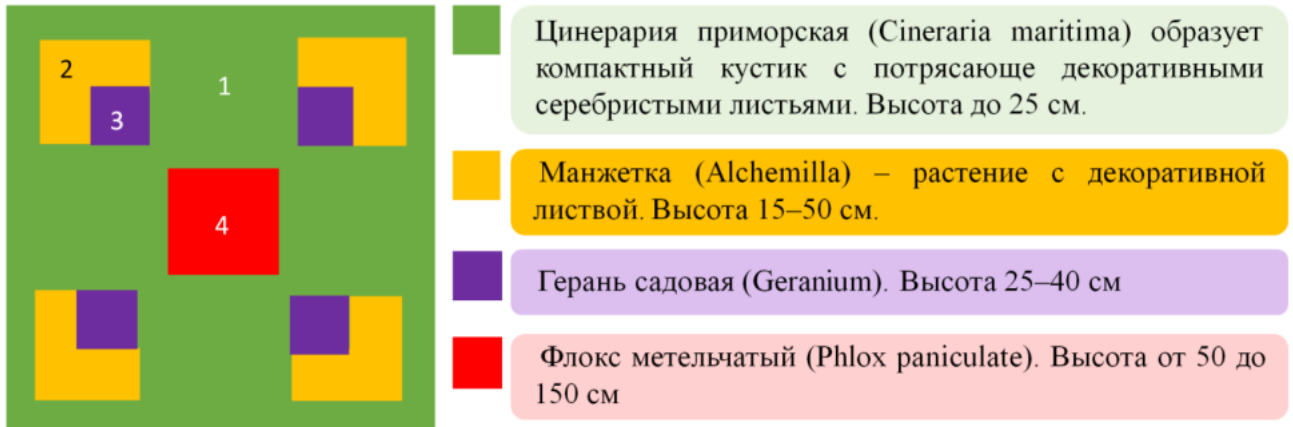 2
1
3
4
Цинерария приморская (Cineraria maritima) образует
компактный кустик с потрясающе декоративными
серебристыми листьями. Высота до 25 см.
Манжетка (Alchemilla) – растение с декоративной
листвой. Высота 15–50 см.
Герань садовая (Geranium). Высота 25–40 см
Флокс метельчатый (Phlox paniculate). Высота от 50 до
150 см